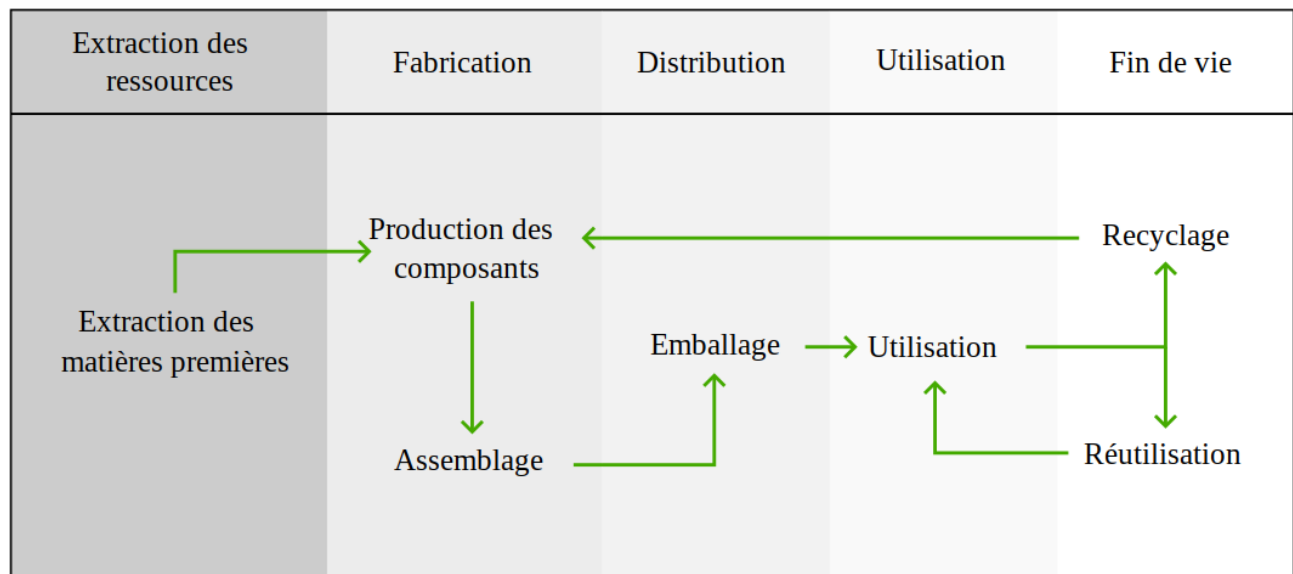 Extraction des
ressources
Fabrication
Distribution
Utilisation
Fin de vie
Production des
composants
Recyclage
Extraction des
matières premières
Emballage
Utilisation
Assemblage
Réutilisation